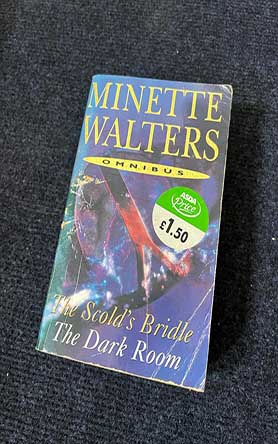 MINETTE
WALTERS
OMNIBUS
ASDA
Price
£1.50
The Scold's Bridle
The Dark Room